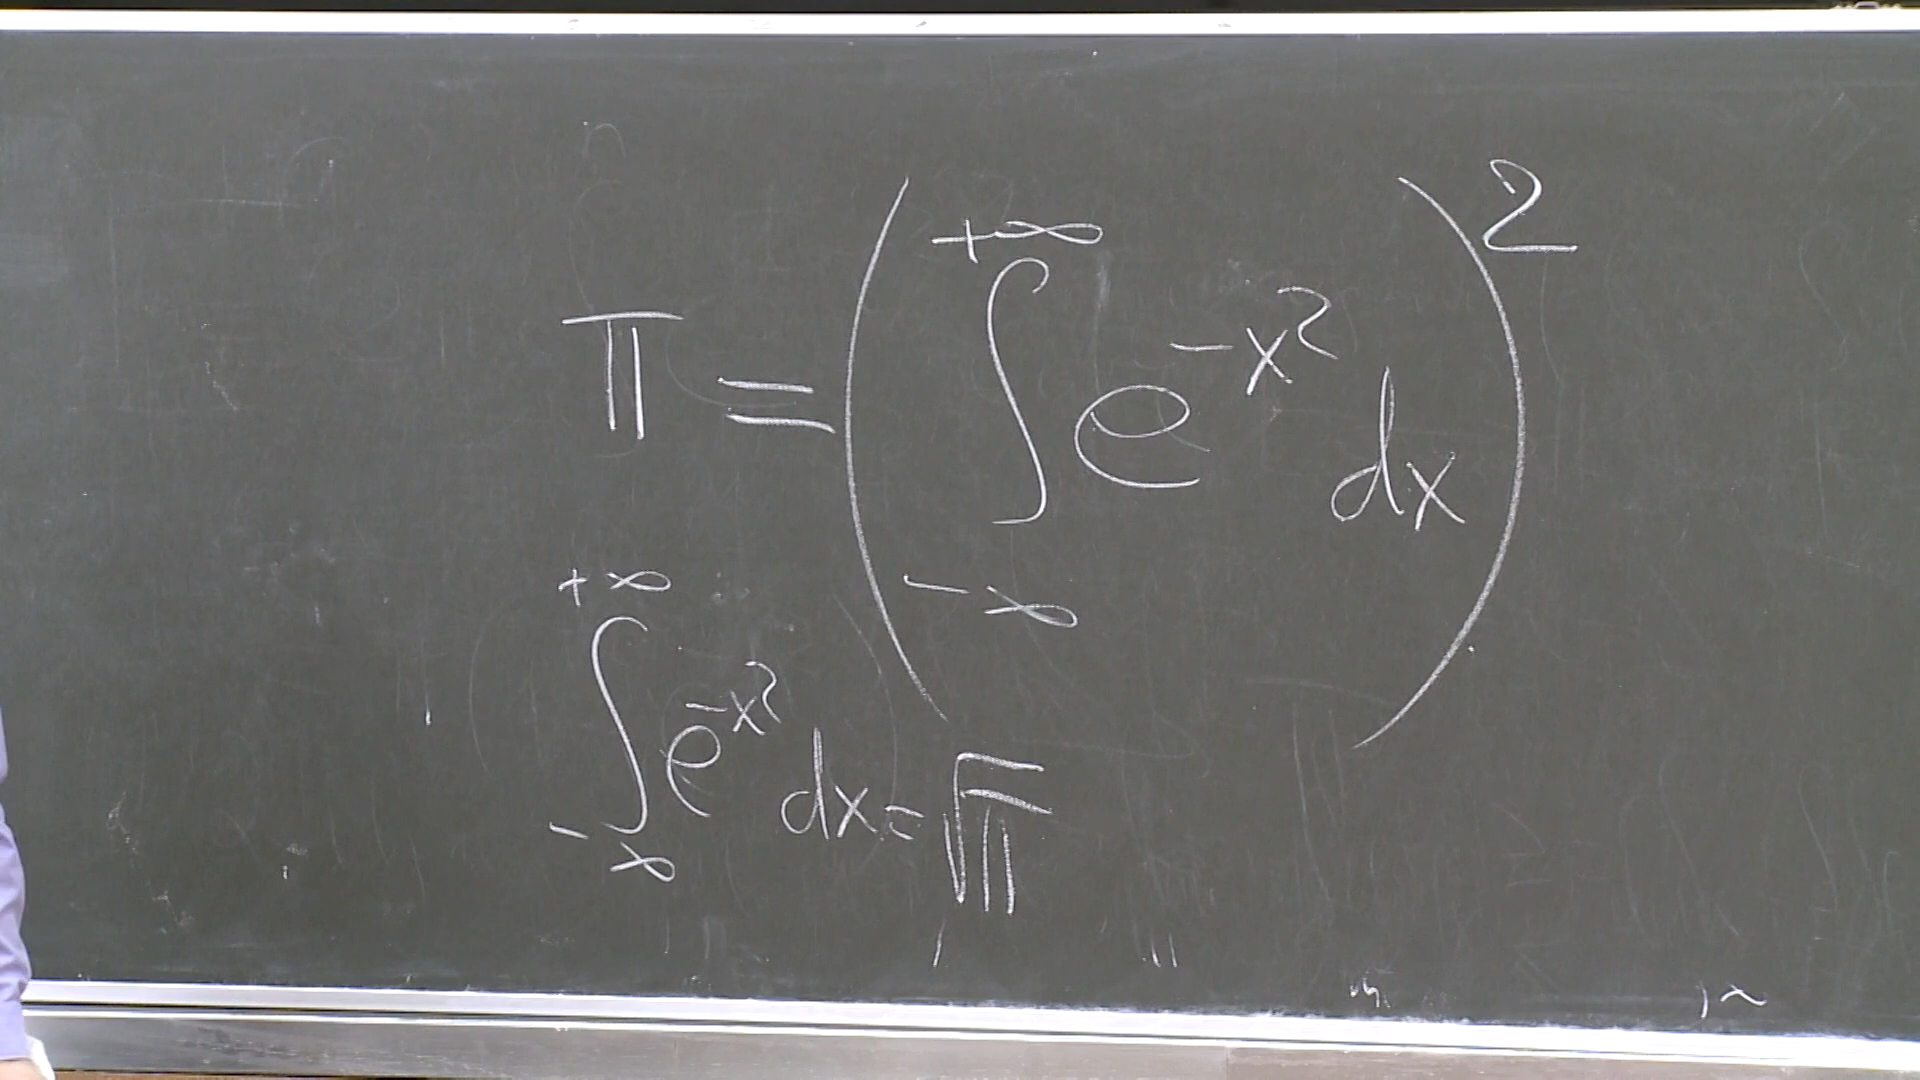 π = ( ∫_{-∞}^{+∞} e^{-x²} dx )²
∫_{-∞}^{+∞} e^{-x²} dx = √π